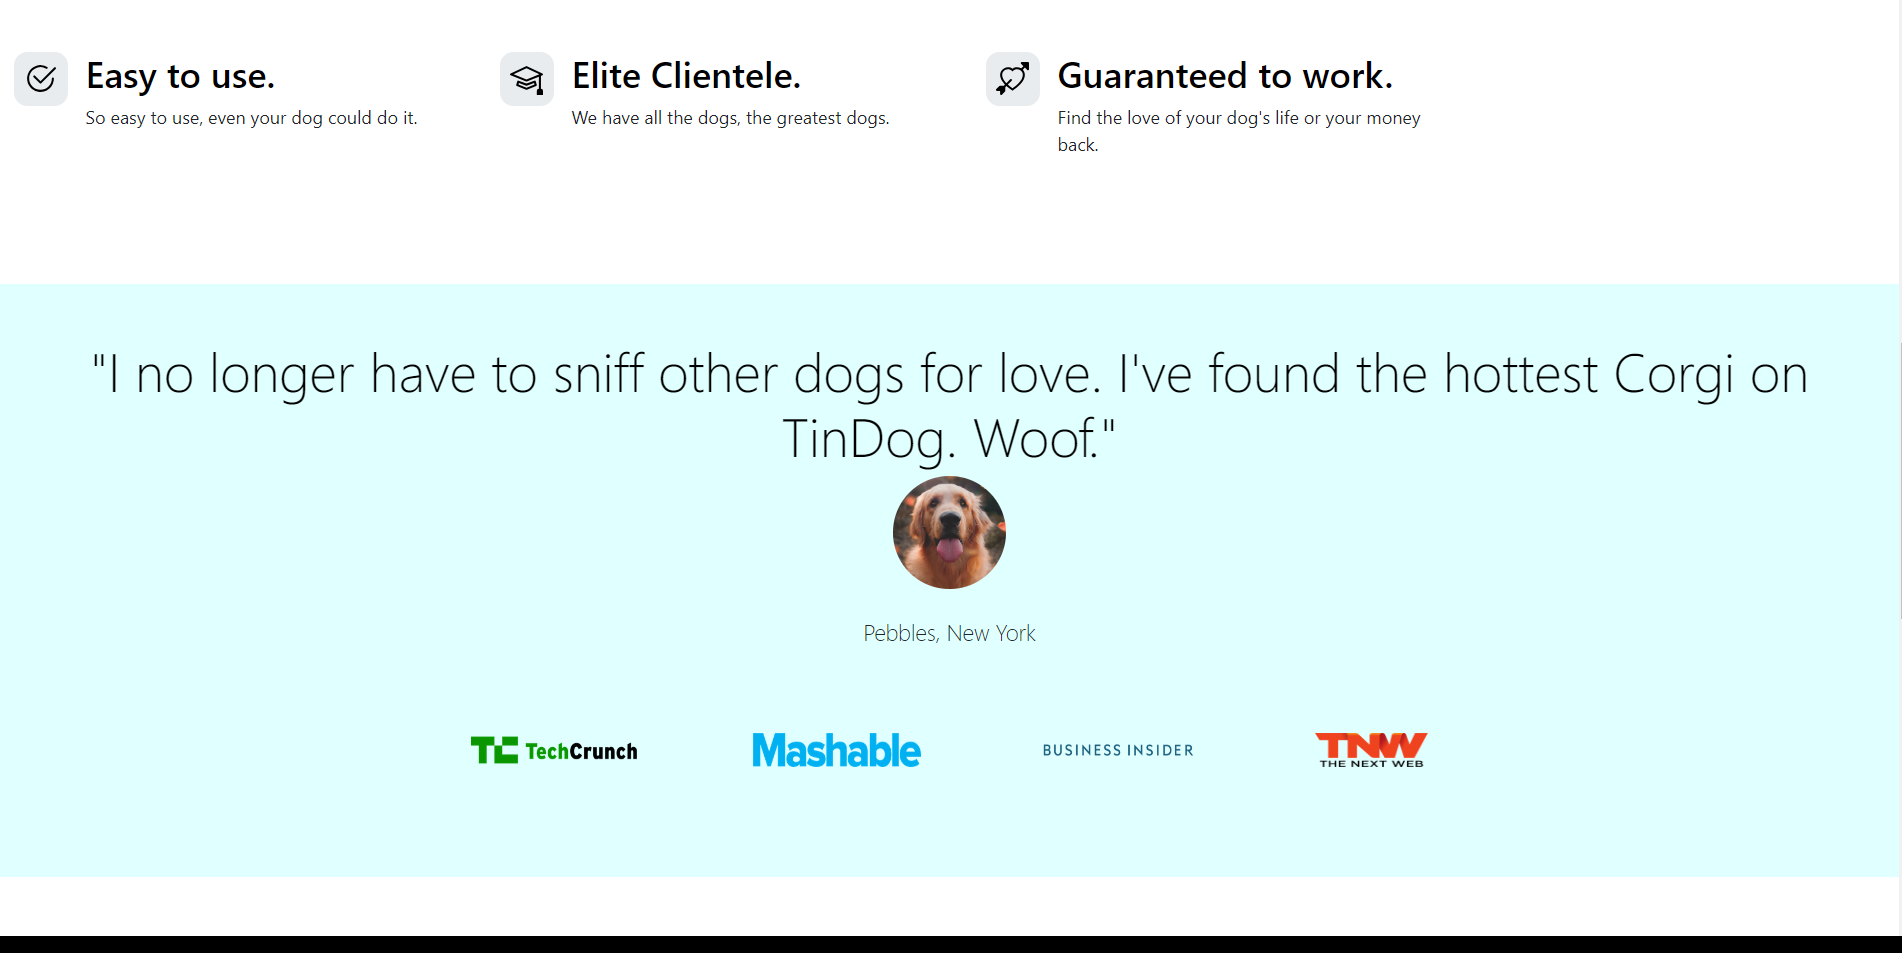 Easy to use.
So easy to use, even your dog could do it.
Elite Clientele.
We have all the dogs, the greatest dogs.
Guaranteed to work.
Find the love of your dog's life or your money
back.
"I no longer have to sniff other dogs for love. I've found the hottest Corgi on
TinDog. Woof."
Pebbles, New York
TC TechCrunch
Mashable
BUSINESS INSIDER
TNW
THE NEXT WEB